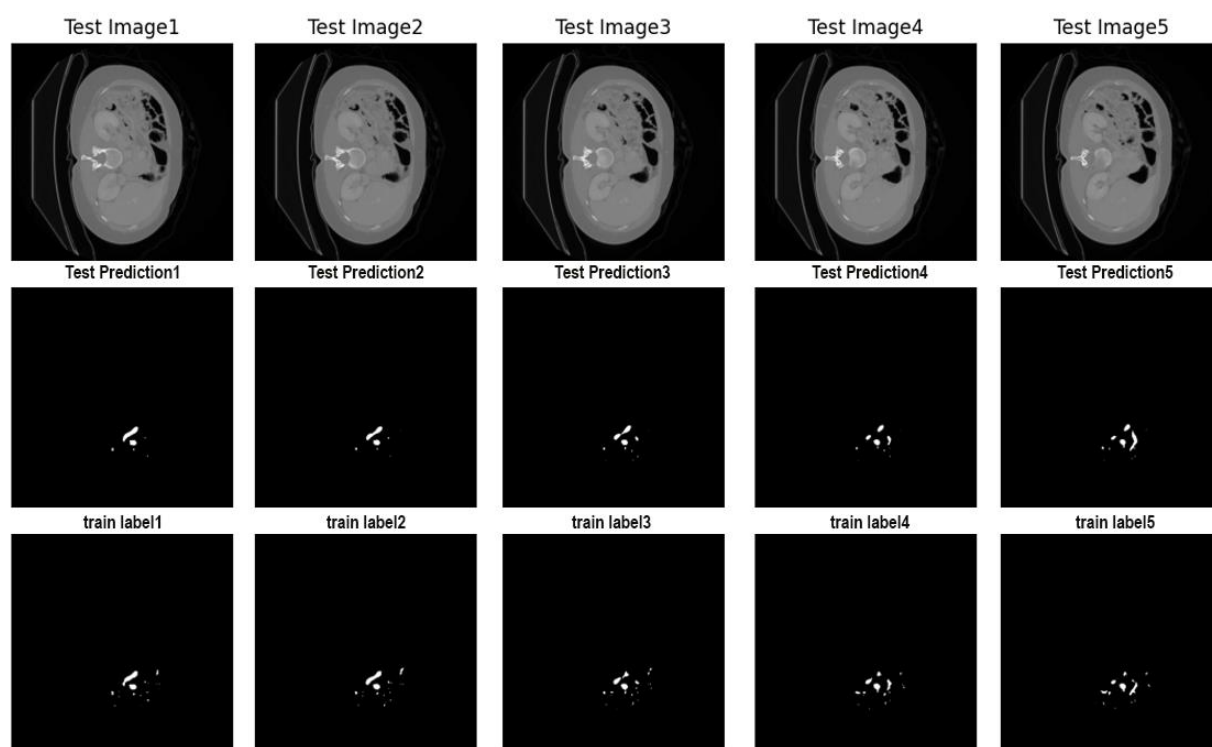 Test Image1 Test Image2 Test Image3 Test Image4 Test Image5
Test Prediction1 Test Prediction2 Test Prediction3 Test Prediction4 Test Prediction5
train label1 train label2 train label3 train label4 train label5